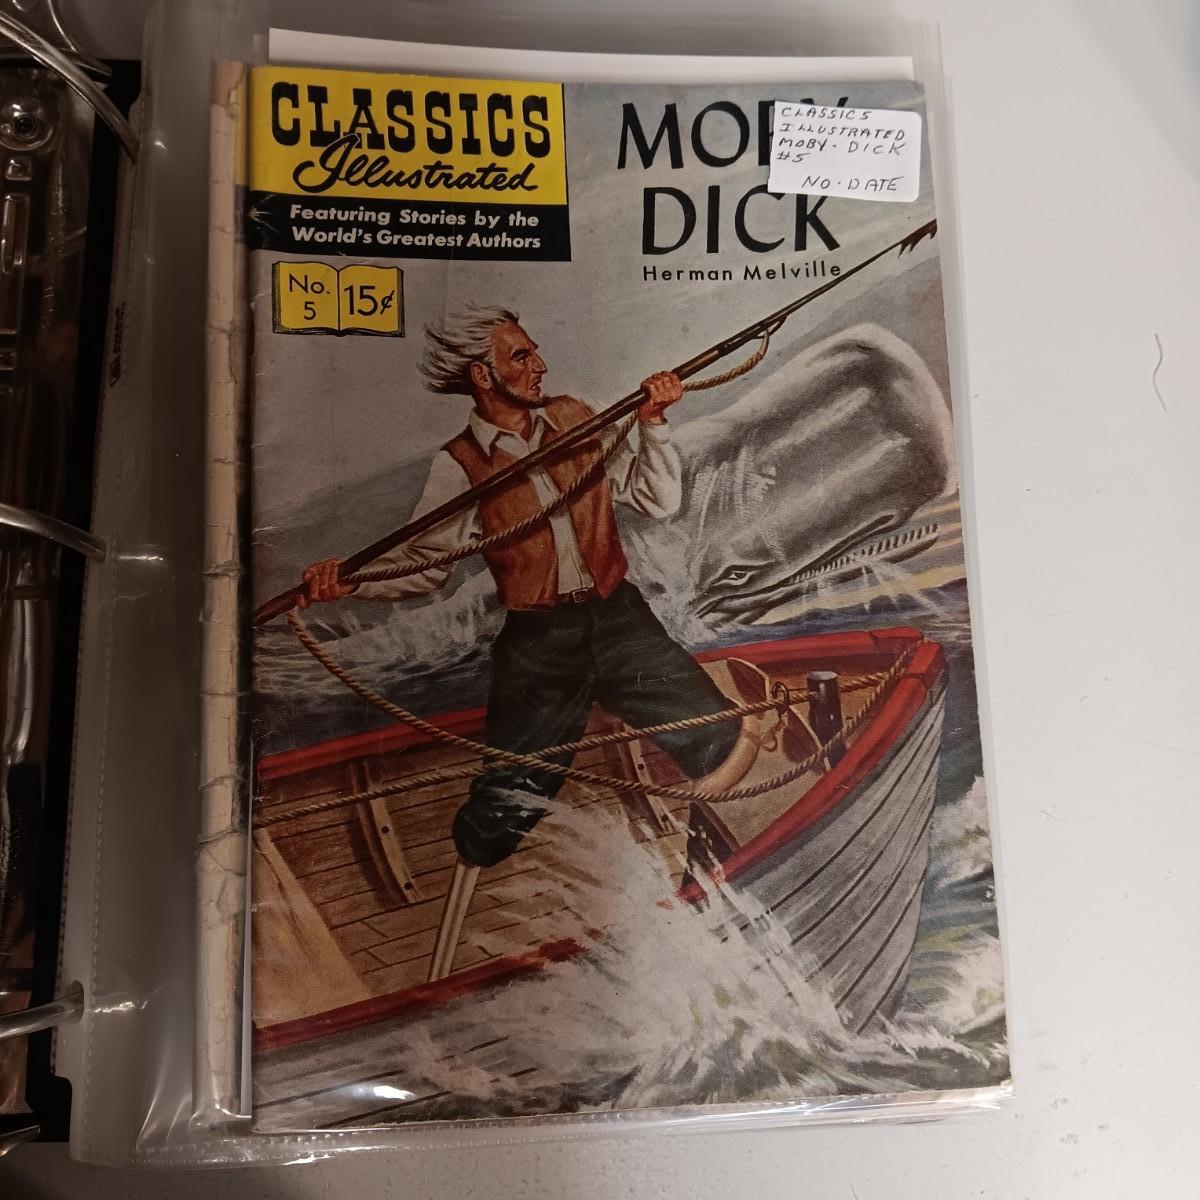 CLASSICS
Illustrated
Featuring Stories by the
World's Greatest Authors
No.
5
15¢
MOBY
DICK
Herman Melville
CLASSICS
ILLUSTRATED
MOBY-DICK
#5
NO-DATE